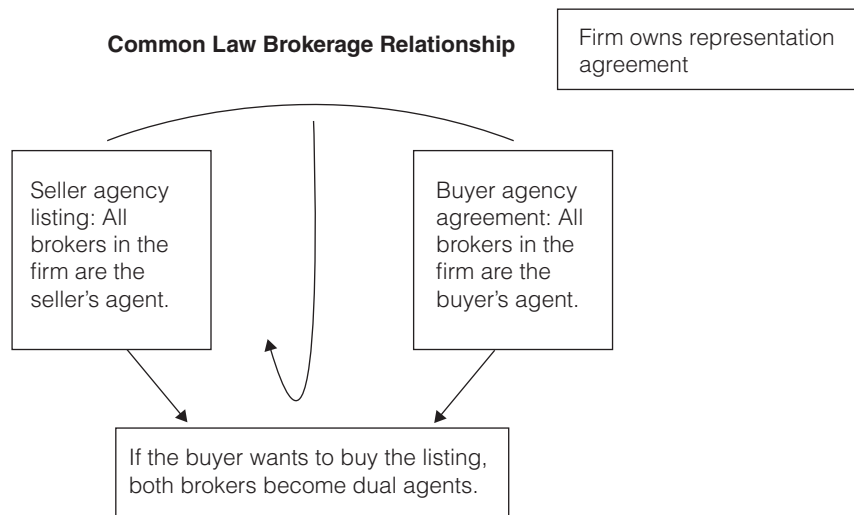 Common Law Brokerage Relationship
Firm owns representation
agreement
Seller agency
listing: All
brokers in the
firm are the
seller’s agent.
Buyer agency
agreement: All
brokers in the
firm are the
buyer’s agent.
If the buyer wants to buy the listing,
both brokers become dual agents.